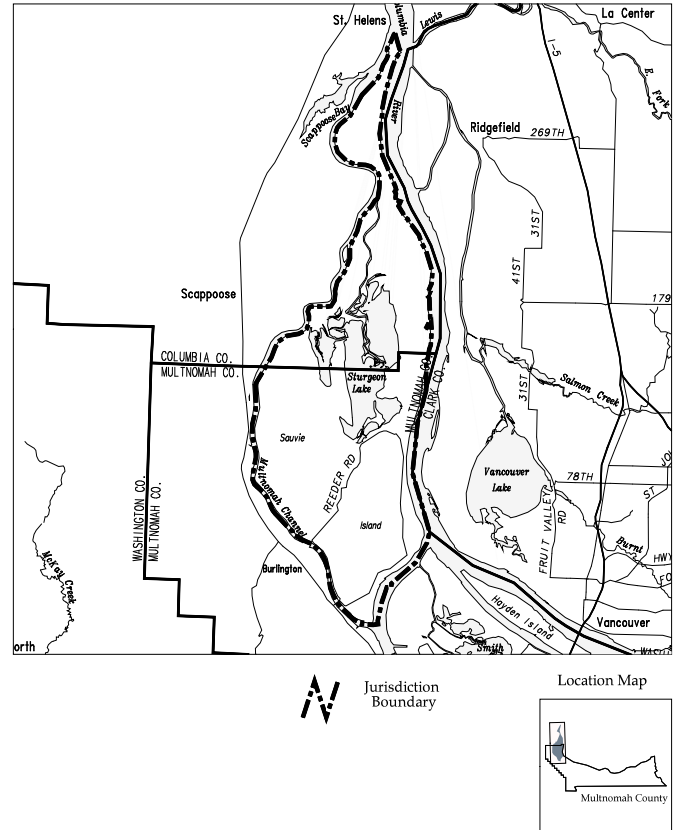 La Center
St. Helens
Columbia
Lewis
I-5
E. Fork
River
Scappoose Bay
Ridgefield
269TH
31ST
41ST
Scappoose
179
COLUMBIA CO.
MULTNOMAH CO.
Sturgeon
Lake
MULTNOMAH CO.
CLARK CO.
31ST
Salmon Creek
Sauvie
REEDER RD
Vancouver
Lake
78TH
ST
WASHINGTON CO.
MULTNOMAH CO.
Multnomah Channel
Island
FRUIT VALLEY
RD
Burnt
HWY
McKay
Creek
Burlington
Hayden Island
Vancouver
Smith
orth
Jurisdiction
Boundary
Location Map
Multnomah County